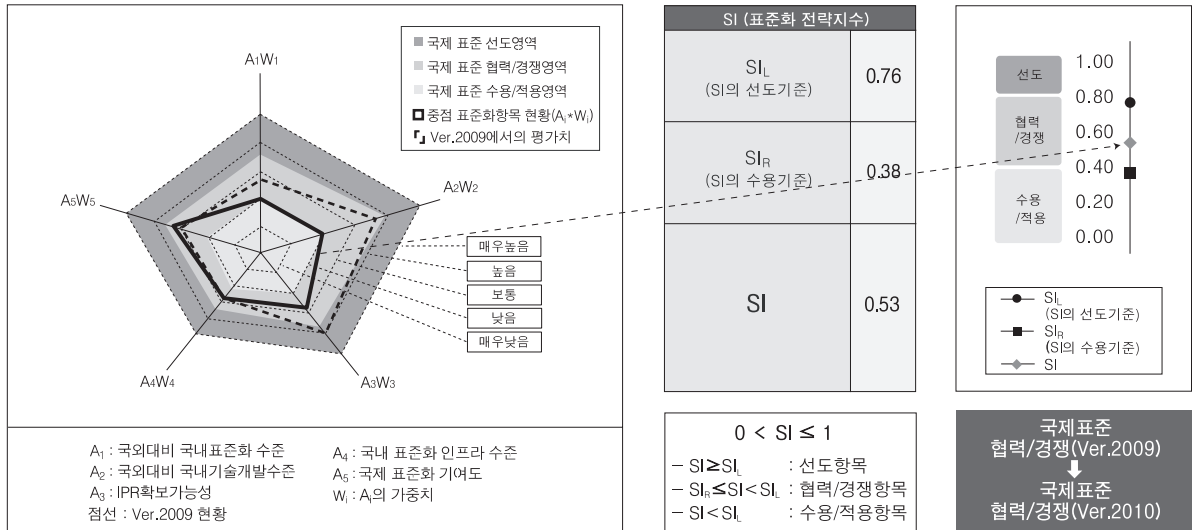 국제 표준 선도영역
국제 표준 협력/경쟁영역
국제 표준 수용/적용영역
중점 표준화항목 현황(Ai*Wi)
Ver.2009에서의 평가치
A1W1
A2W2
A3W3
A4W4
A5W5
매우높음
높음
보통
낮음
매우낮음
A1 : 국외대비 국내표준화 수준
A2 : 국외대비 국내기술개발수준
A3 : IPR확보가능성
점선 : Ver.2009 현황
A4 : 국내 표준화 인프라 수준
A5 : 국제 표준화 기여도
Wi : Ai의 가중치
SI (표준화 전략지수)
SIL
(SI의 선도기준)
0.76
SIR
(SI의 수용기준)
0.38
SI
0.53
0 < SI ≤ 1
– SI≥SIL : 선도항목
– SIR≤SI<SIL : 협력/경쟁항목
– SI<SIL : 수용/적용항목
선도
협력
/경쟁
수용
/적용
1.00
0.80
0.60
0.40
0.20
0.00
SIL
(SI의 선도기준)
SIR
(SI의 수용기준)
SI
국제표준
협력/경쟁(Ver.2009)
국제표준
협력/경쟁(Ver.2010)